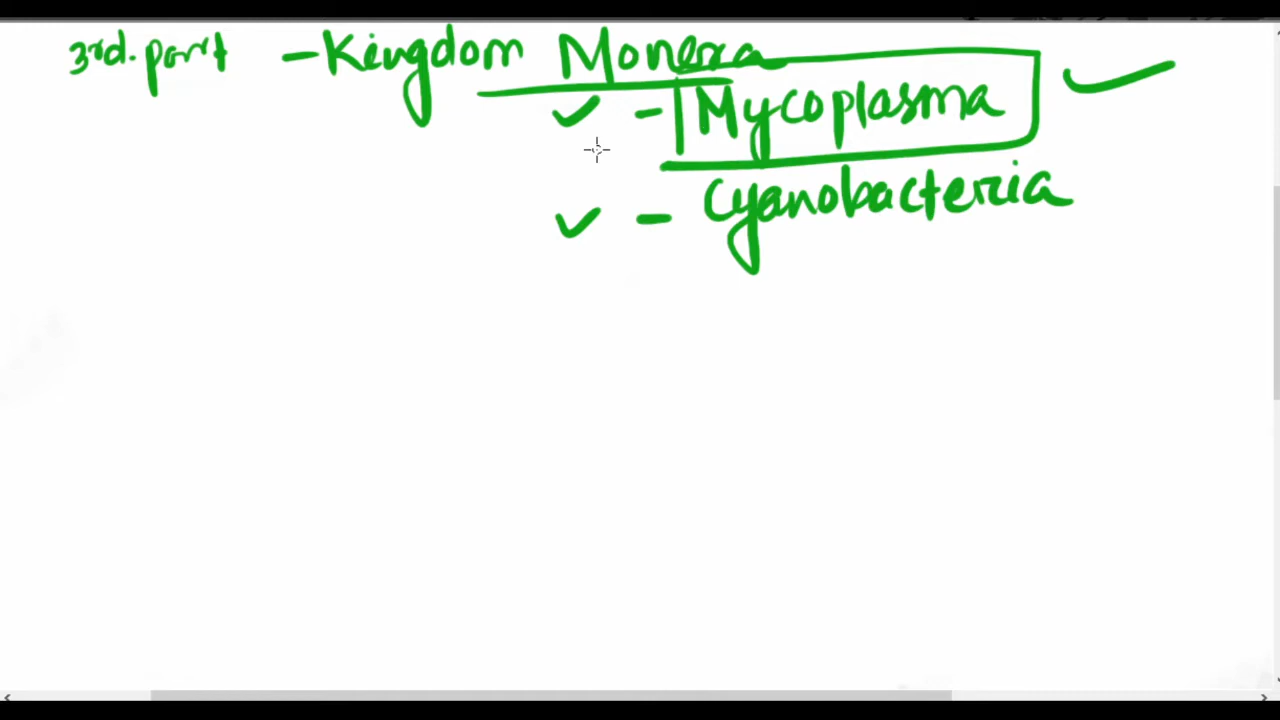 3rd. part - Kingdom Monera
✓ - Mycoplasma ✓
✓ - Cyanobacteria